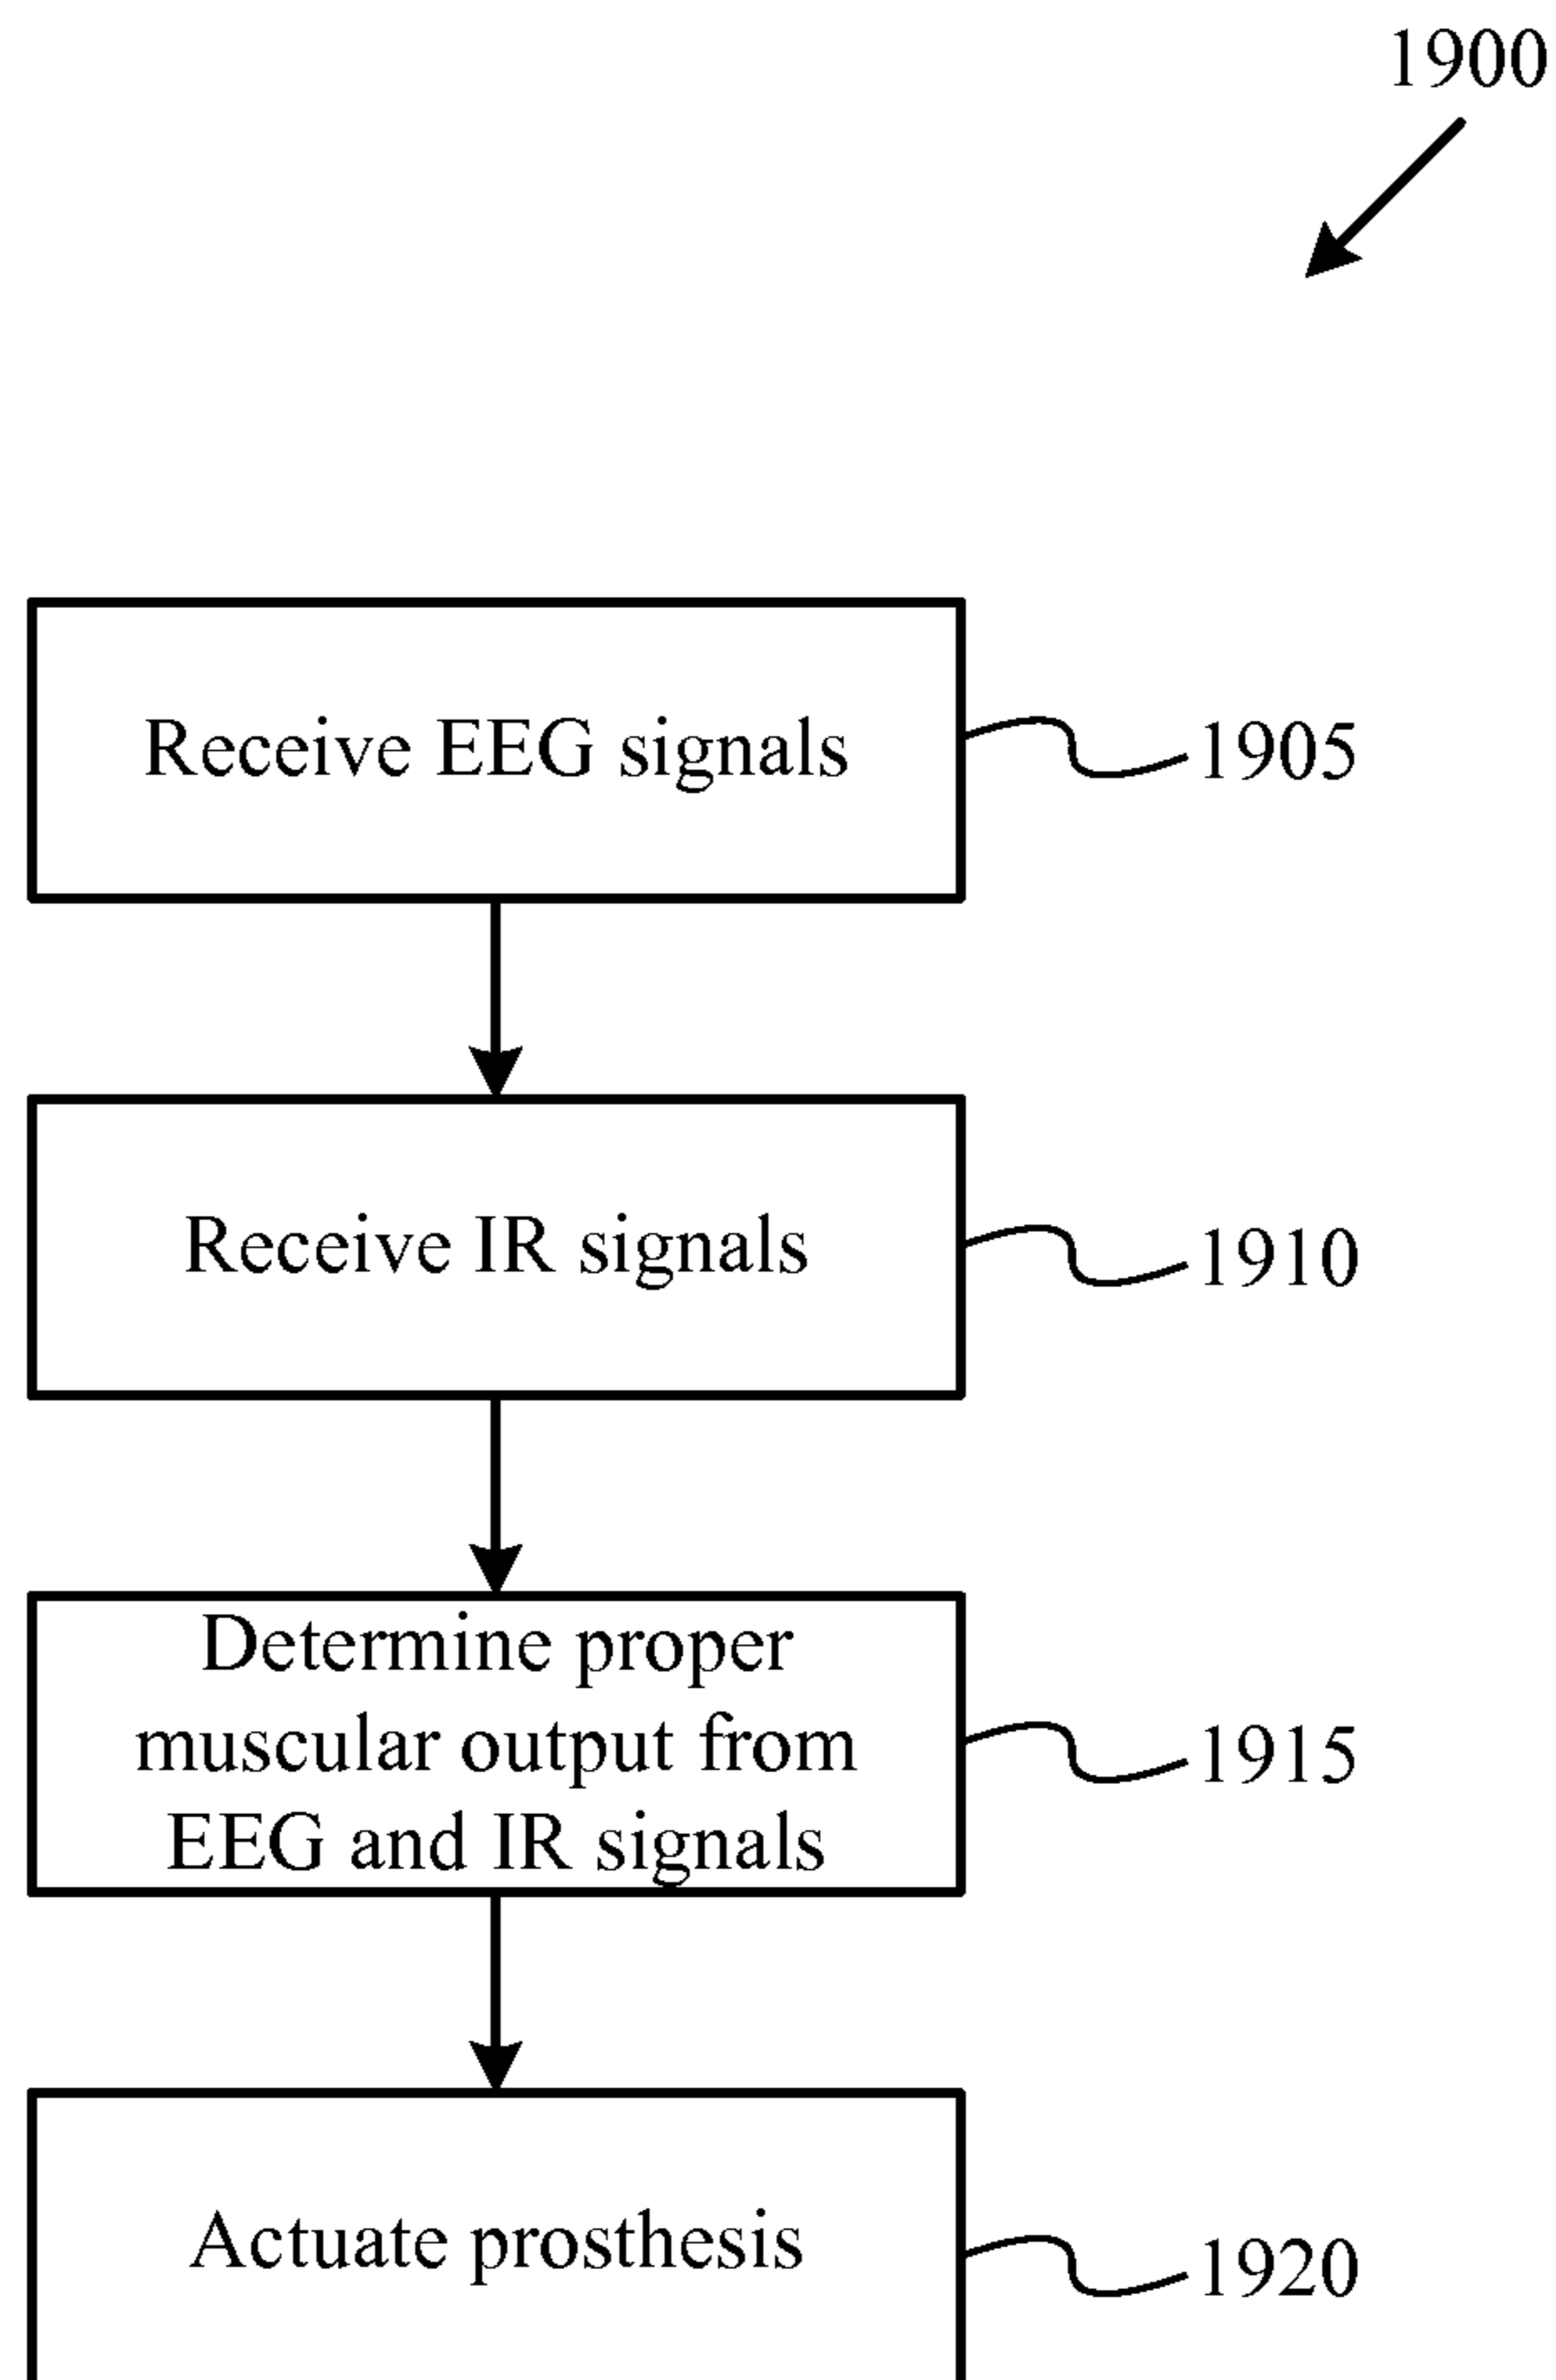 1900
Receive EEG signals
1905
Receive IR signals
1910
Determine proper
muscular output from
EEG and IR signals
1915
Actuate prosthesis
1920